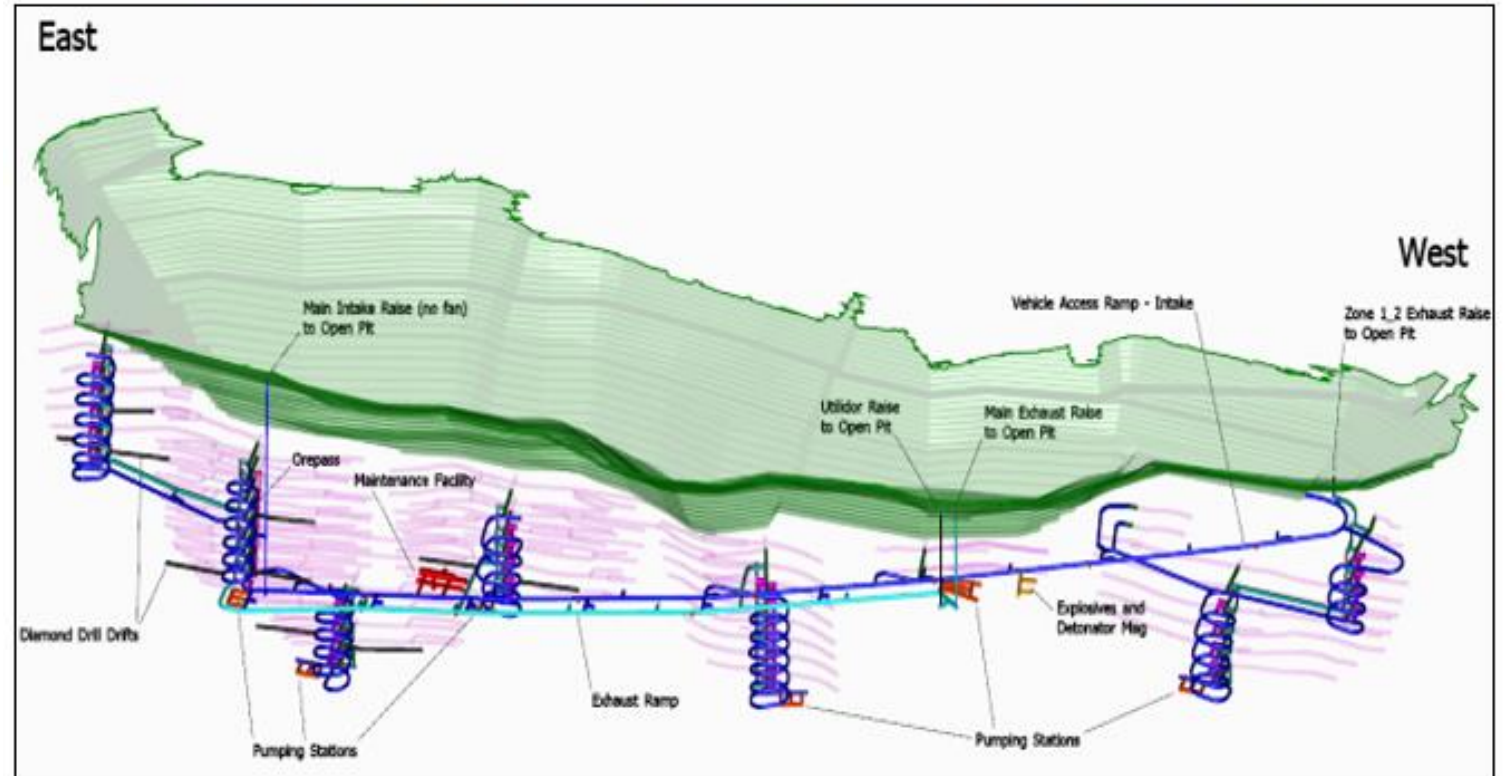 East
West
Main Intake Raise (no fan)
to Open Pit
Vehicle Access Ramp - Intake
Zone 1_2 Exhaust Raise
to Open Pit
Utilidor Raise
to Open Pit
Main Exhaust Raise
to Open Pit
Orepass
Maintenance Facility
Explosives and
Detonator Mag
Diamond Drill Drifts
Exhaust Ramp
Pumping Stations
Pumping Stations